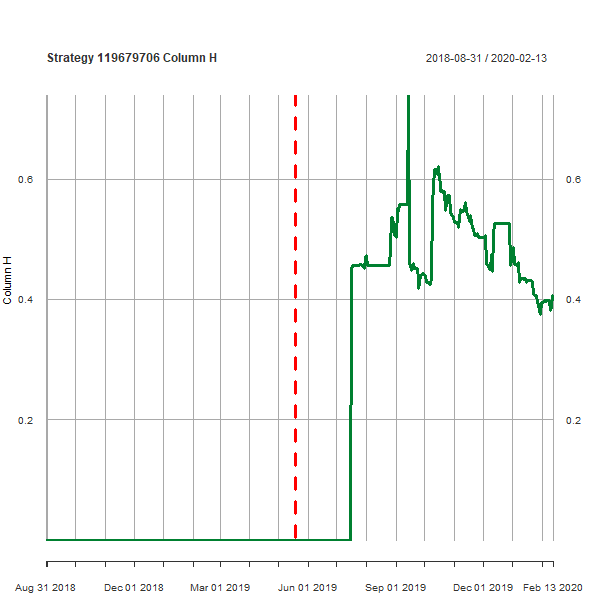 Strategy 119679706 Column H
2018-08-31 / 2020-02-13
0.6
0.6
Column H
0.4
0.4
0.2
0.2
Aug 31 2018
Dec 01 2018
Mar 01 2019
Jun 01 2019
Sep 01 2019
Dec 01 2019
Feb 13 2020